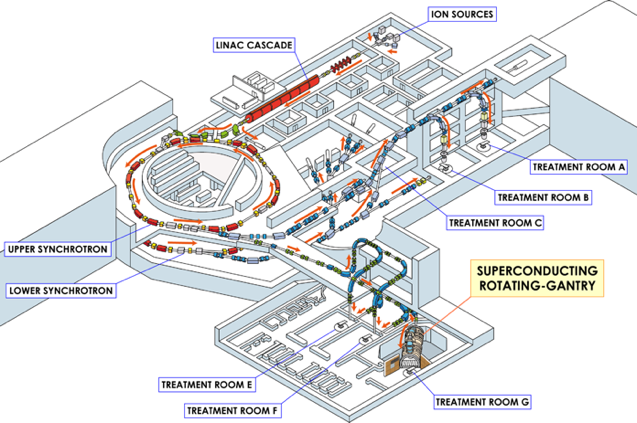 ION SOURCES
LINAC CASCADE
TREATMENT ROOM A
TREATMENT ROOM B
TREATMENT ROOM C
UPPER SYNCHROTRON
LOWER SYNCHROTRON
SUPERCONDUCTING
ROTATING-GANTRY
TREATMENT ROOM E
TREATMENT ROOM F
TREATMENT ROOM G